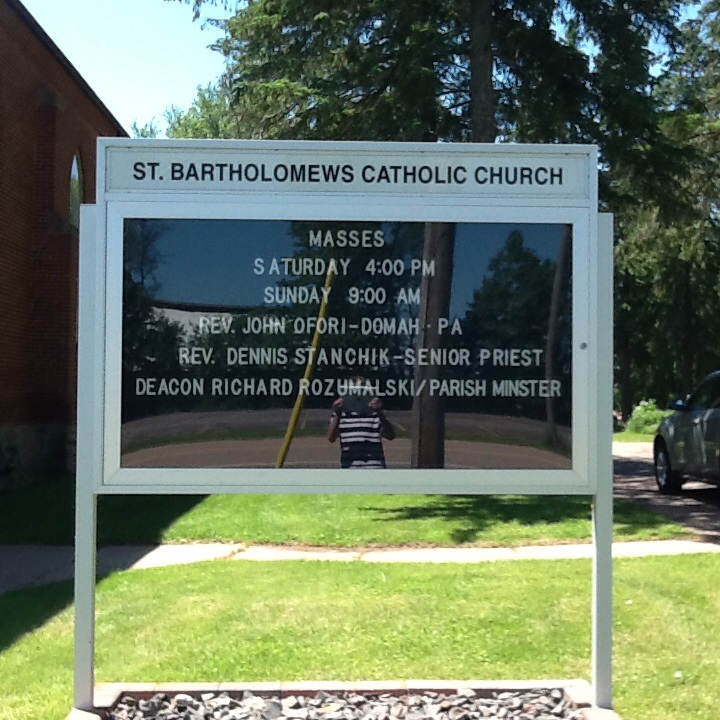 ST. BARTHOLOMEWS CATHOLIC CHURCH
MASSES
SATURDAY 4:00 PM
SUNDAY 9:00 AM
REV. JOHN OFORI-DOMAH - PA
REV. DENNIS STANCHIK-SENIOR PRIEST
DEACON RICHARD ROZUMALSKI/PARISH MINSTER